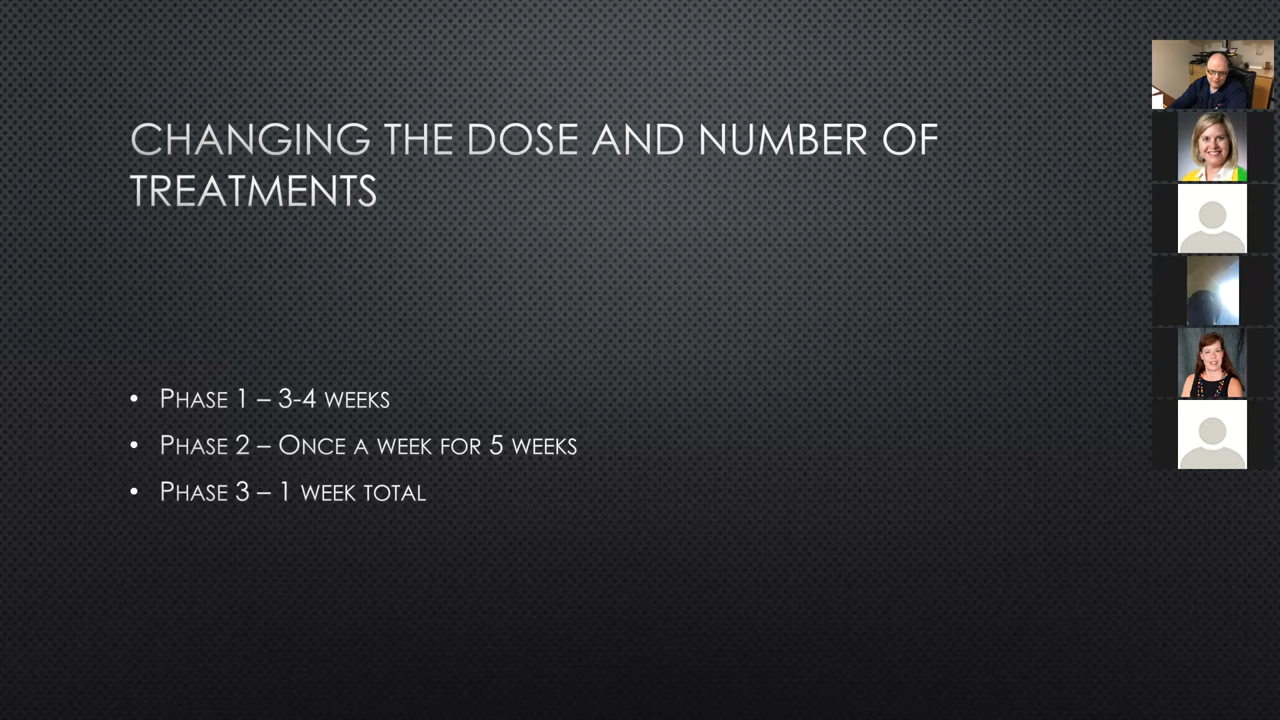 CHANGING THE DOSE AND NUMBER OF
TREATMENTS
• PHASE 1 – 3-4 WEEKS
• PHASE 2 – ONCE A WEEK FOR 5 WEEKS
• PHASE 3 – 1 WEEK TOTAL